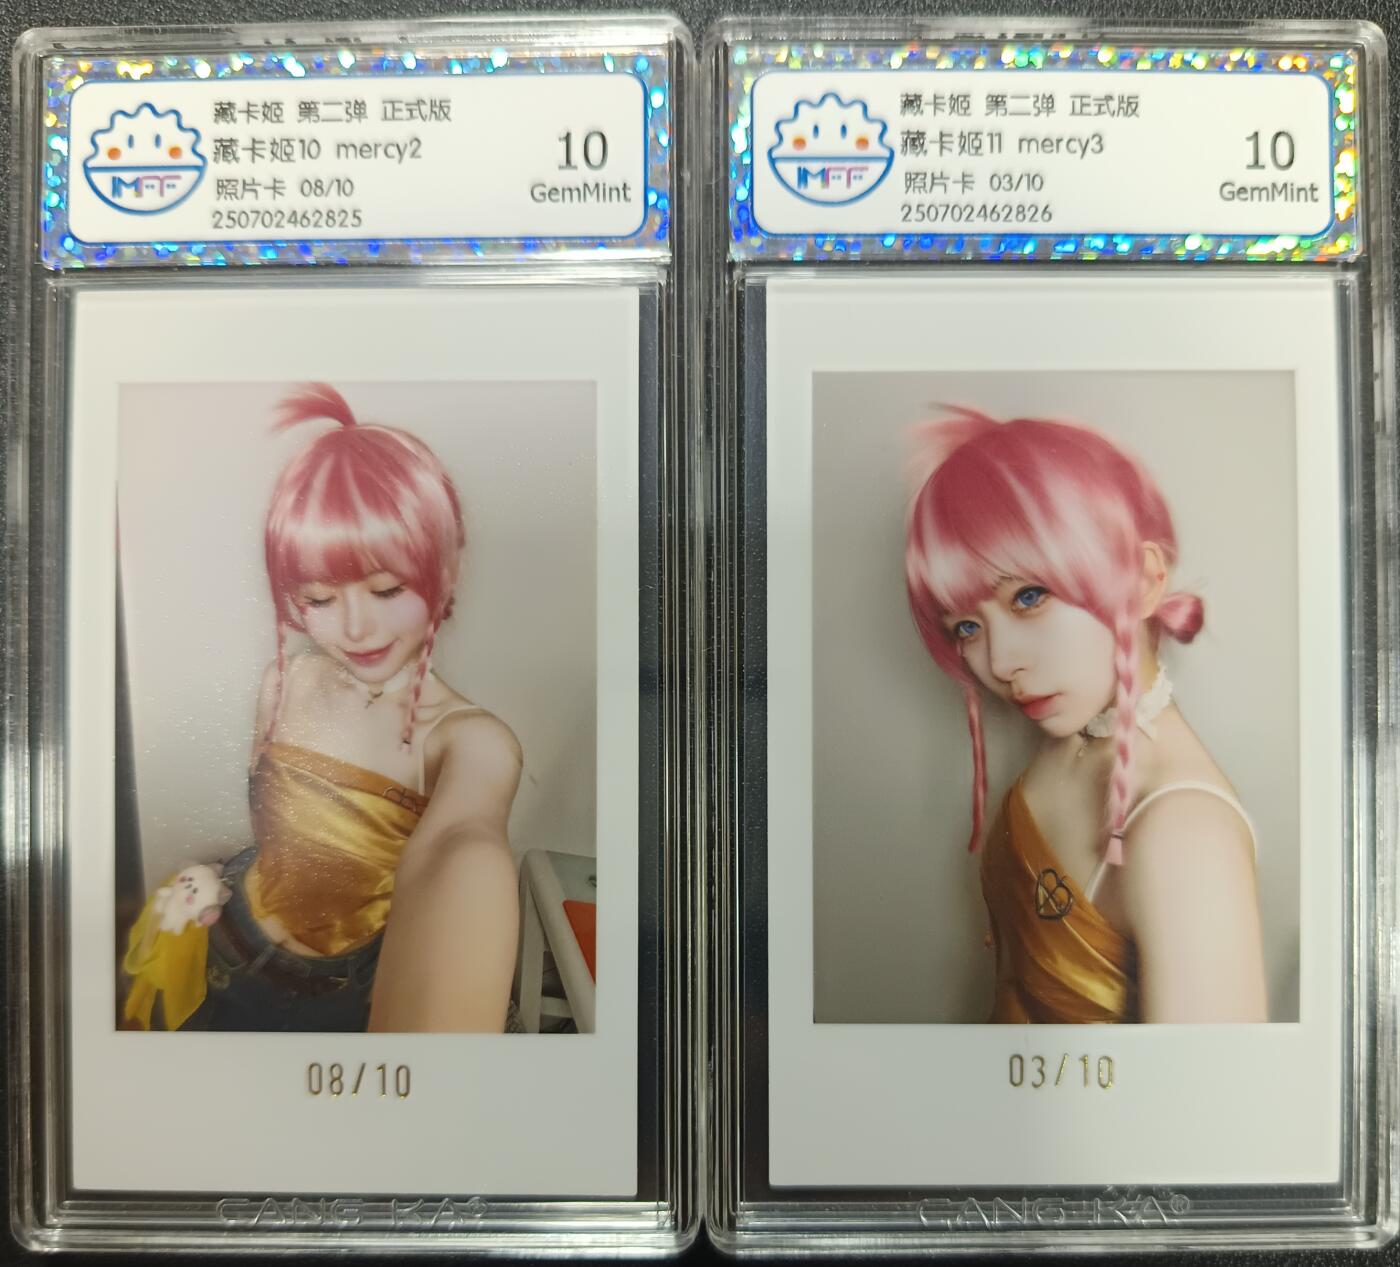 藏卡姬 第二弹 正式版
藏卡姬10 mercy2
照片卡 08/10
250702462825
10
GemMint
IMFF
08/10
CANG KA®
藏卡姬 第二弹 正式版
藏卡姬11 mercy3
照片卡 03/10
250702462826
10
GemMint
IMFF
03/10
CANG KA®